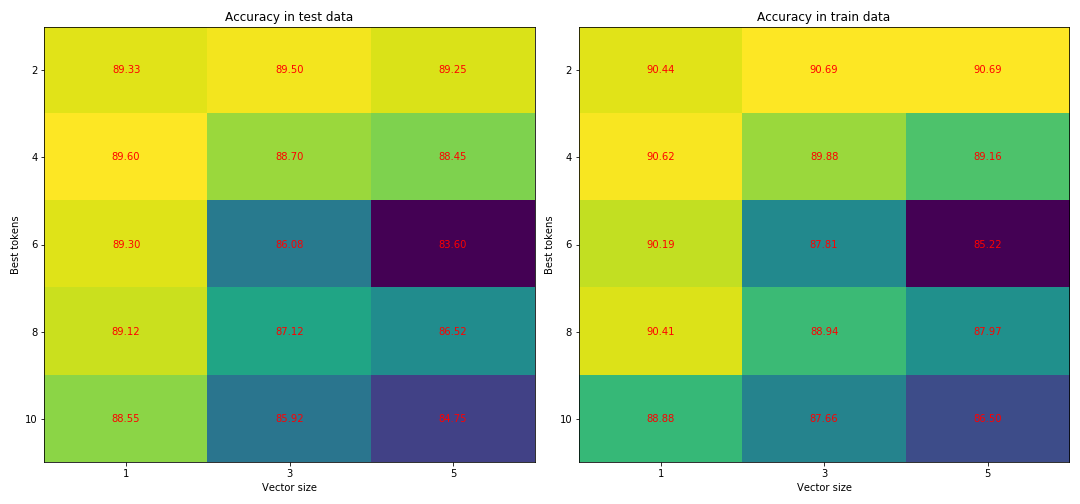 Accuracy in test data
Accuracy in train data
2 89.33 89.50 89.25
4 89.60 88.70 88.45
6 89.30 86.08 83.60
8 89.12 87.12 86.52
10 88.55 85.92
1 3 5
Vector size
Best tokens
2 90.44 90.69 90.69
4 90.62 89.88 89.16
6 90.19 87.81 85.22
8 90.41 88.94 87.97
10 88.88 87.66
1 3 5
Vector size
Best tokens